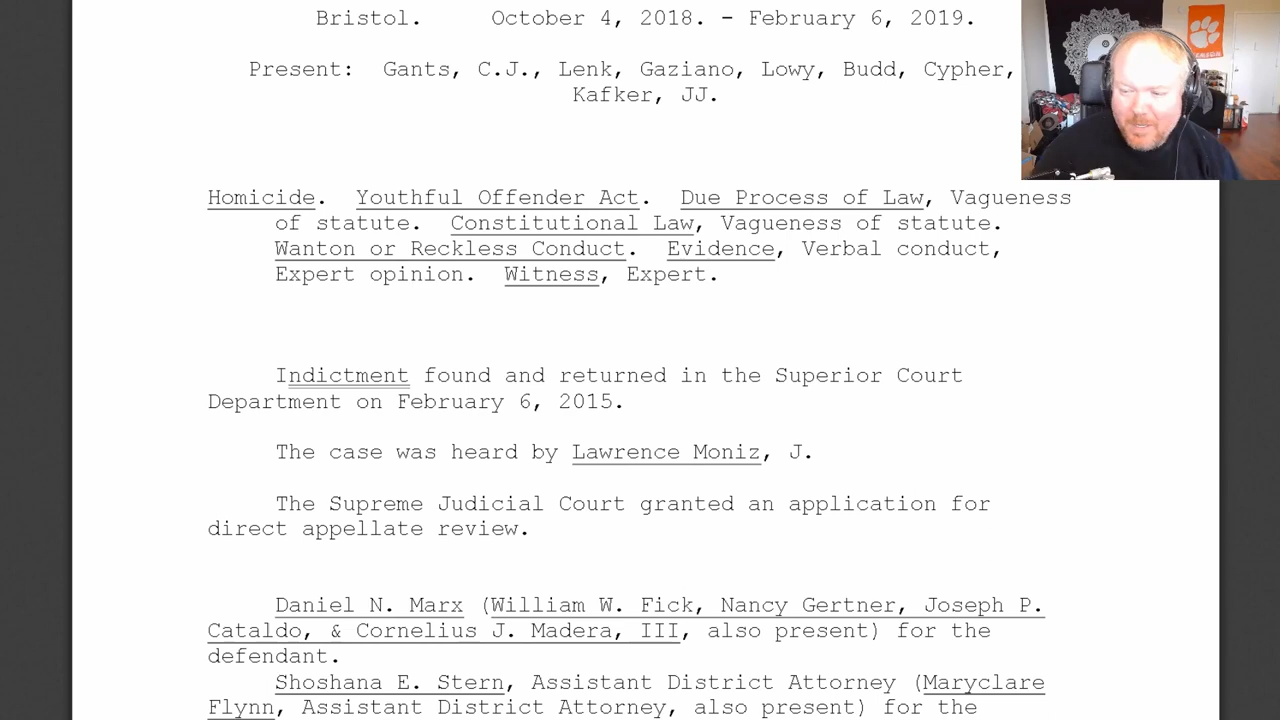 Bristol. October 4, 2018. - February 6, 2019.
Present: Gants, C.J., Lenk, Gaziano, Lowy, Budd, Cypher,
Kafker, JJ.
Homicide. Youthful Offender Act. Due Process of Law, Vagueness
of statute. Constitutional Law, Vagueness of statute.
Wanton or Reckless Conduct. Evidence, Verbal conduct,
Expert opinion. Witness, Expert.
Indictment found and returned in the Superior Court
Department on February 6, 2015.
The case was heard by Lawrence Moniz, J.
The Supreme Judicial Court granted an application for
direct appellate review.
Daniel N. Marx (William W. Fick, Nancy Gertner, Joseph P.
Cataldo, & Cornelius J. Madera, III, also present) for the
defendant.
Shoshana E. Stern, Assistant District Attorney (Maryclare
Flynn, Assistant District Attorney, also present) for the